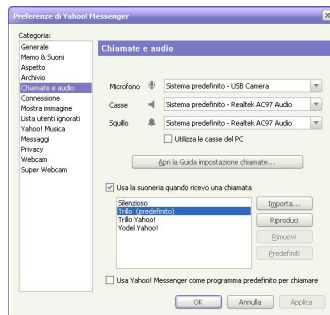 Preferenze di Yahoo! Messenger
Categoria:
Generale
Memo & Suoni
Aspetto
Archivio
Chiamate e audio
Connessione
Mostra immagine
Lista utenti ignorati
Yahoo! Musica
Messaggi
Privacy
Webcam
Super Webcam
Chiamate e audio
Microfono Sistema predefinito - USB Camera
Casse Sistema predefinito - Realtek AC97 Audio
Squillo Sistema predefinito - Realtek AC97 Audio
Utilizza le casse del PC
Apri la Guida impostazione chiamate...
Usa la suoneria quando ricevo una chiamata
Silenzioso
Trillo (predefinito)
Trillo Yahoo!
Yodel Yahoo!
Importa...
Riproduci
Rimuovi
Predefiniti
Usa Yahoo! Messenger come programma predefinito per chiamare
OK Annulla Applica